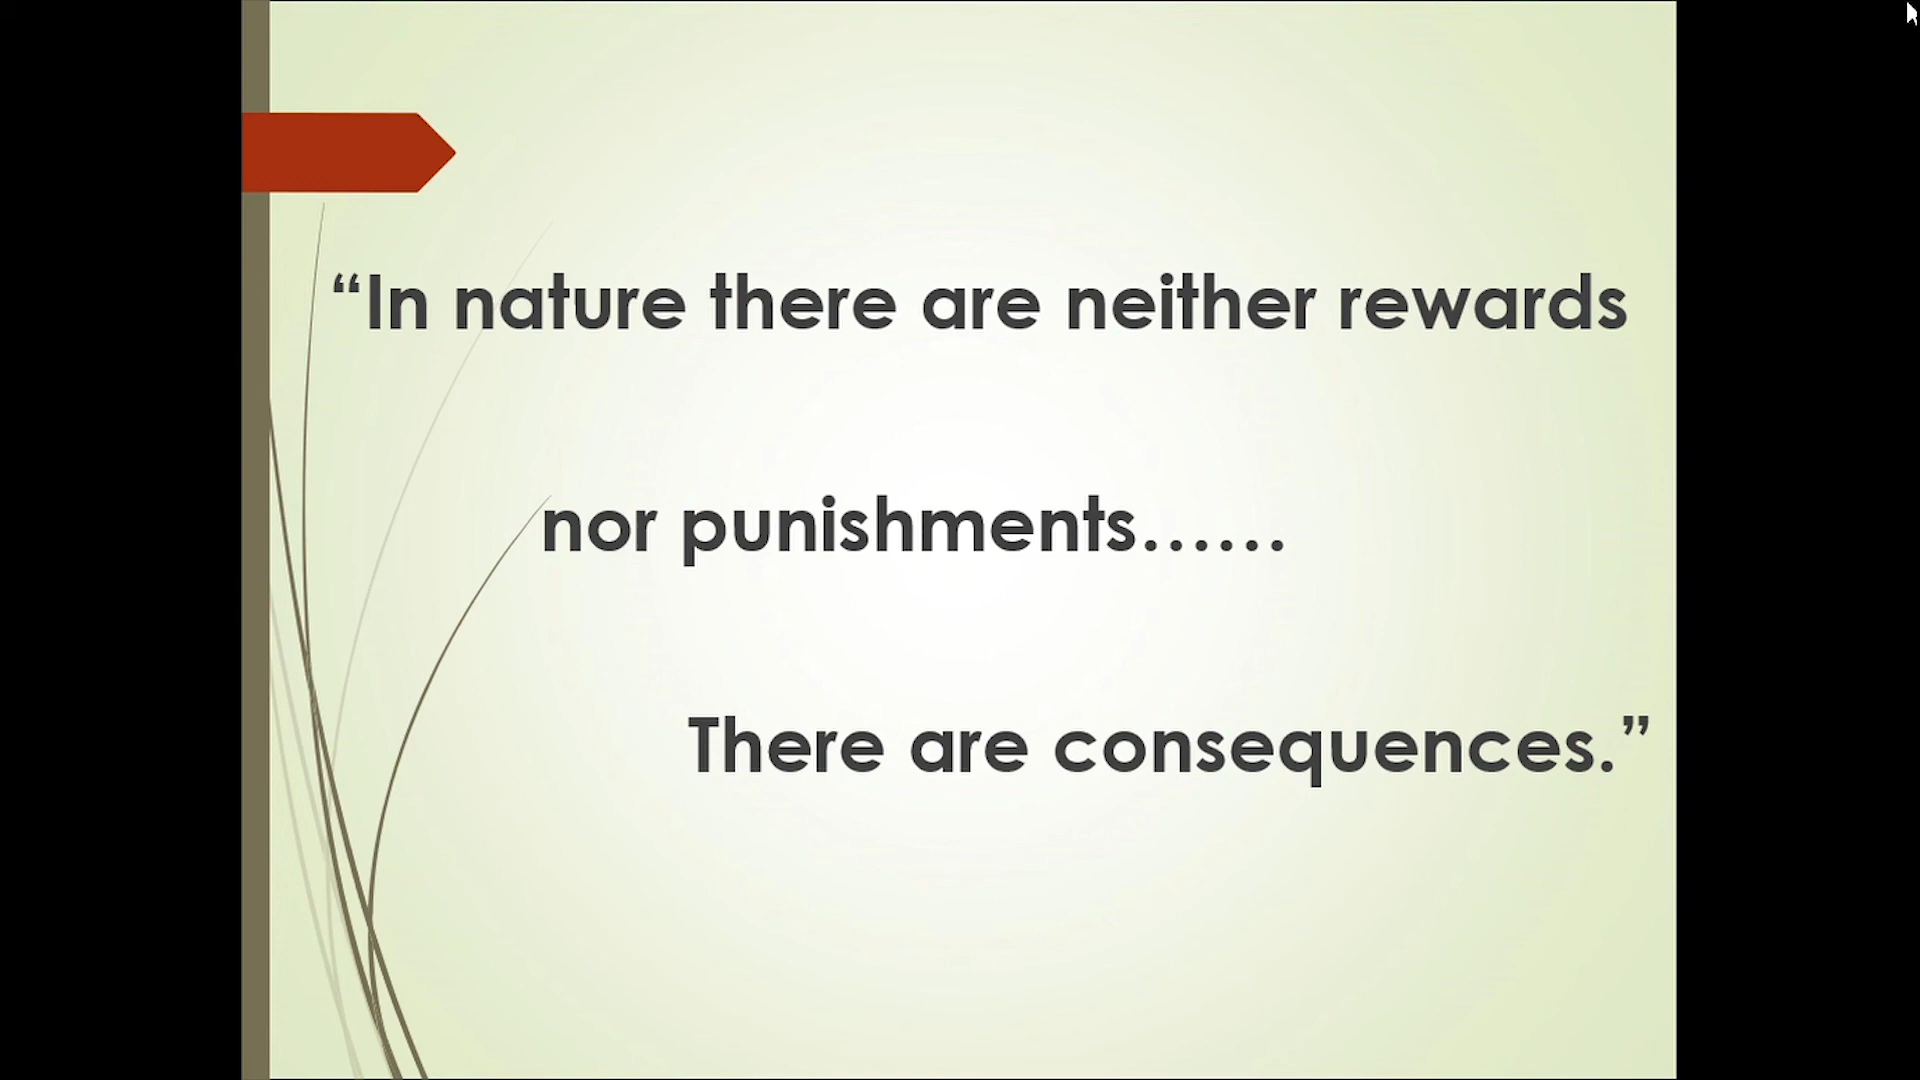 “In nature there are neither rewards
nor punishments……
There are consequences.”